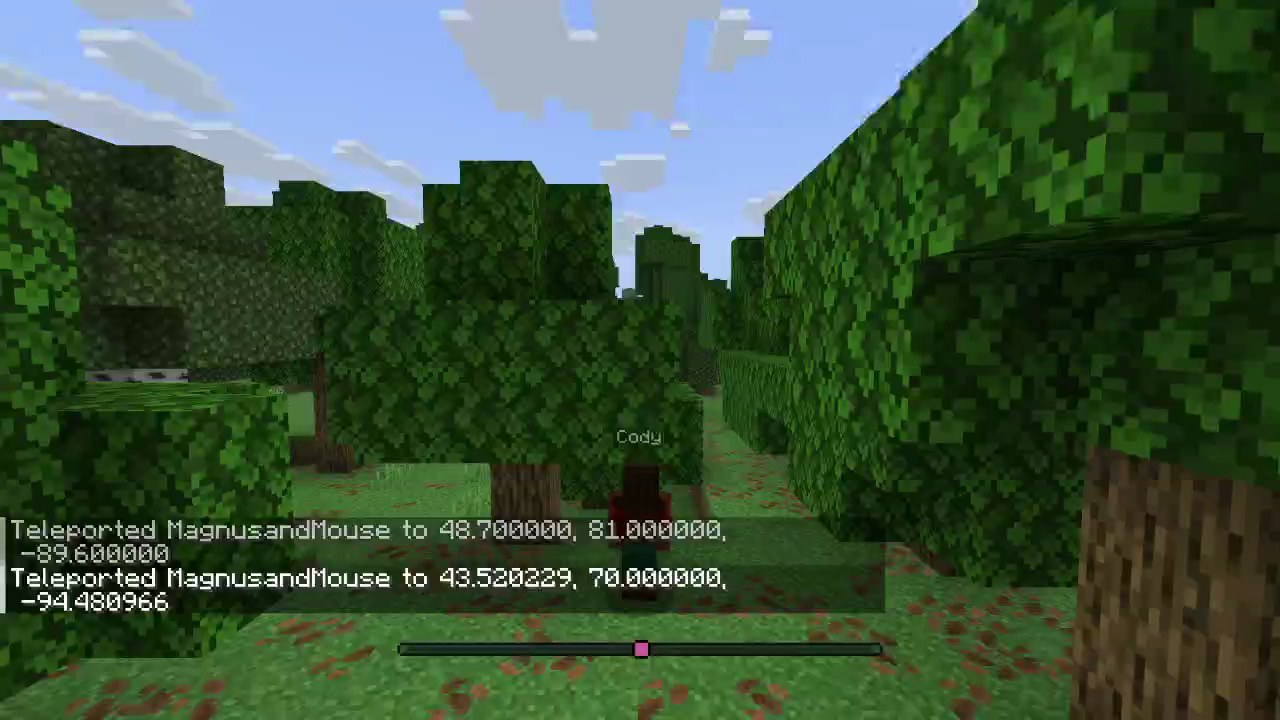 Cody
Teleported MagnusandMouse to 48.700000, 81.000000,
-89.600000
Teleported MagnusandMouse to 43.520229, 70.000000,
-94.480966